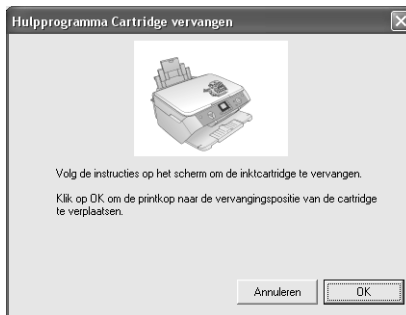 Hulpprogramma Cartridge vervangen
Volg de instructies op het scherm om de inktcartridge te vervangen.
Klik op OK om de printkop naar de vervangingspositie van de cartridge
te verplaatsen.
Annuleren
OK